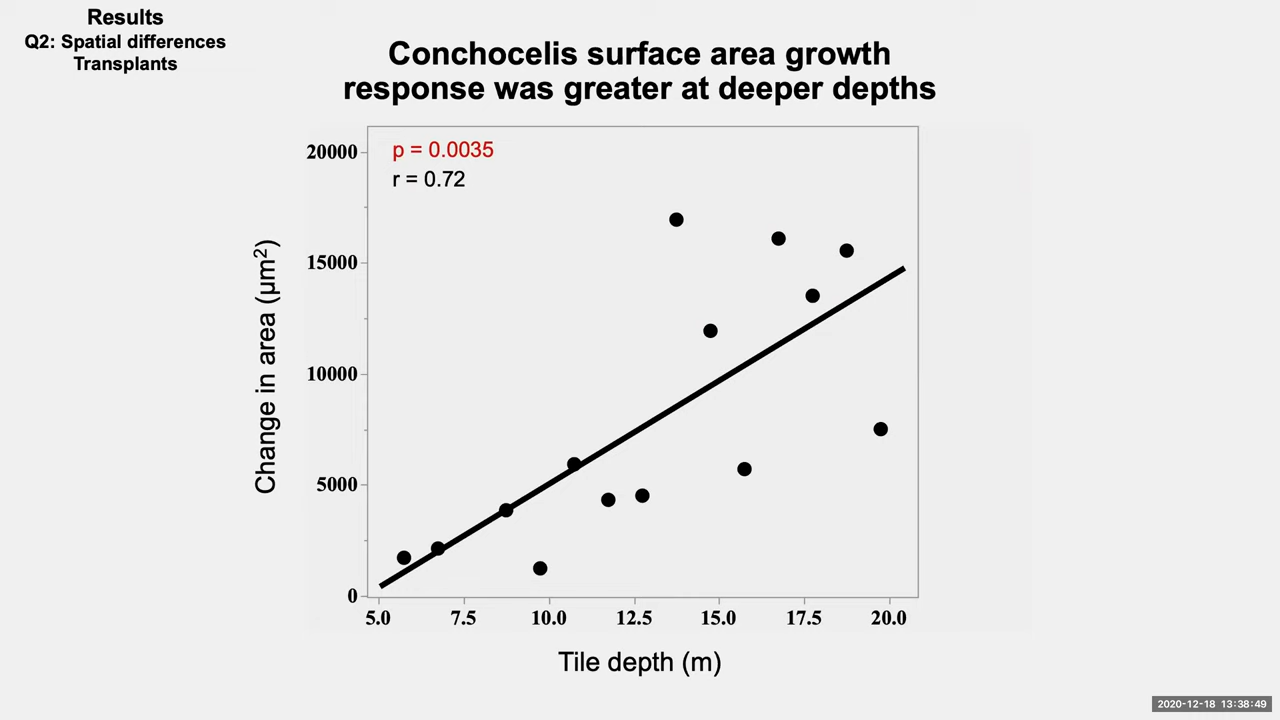 Results
Q2: Spatial differences
Transplants
Conchocelis surface area growth
response was greater at deeper depths
p = 0.0035
r = 0.72
20000
15000
10000
5000
0
Change in area (µm²)
5.0 7.5 10.0 12.5 15.0 17.5 20.0
Tile depth (m)
2020-12-18 13:38:49